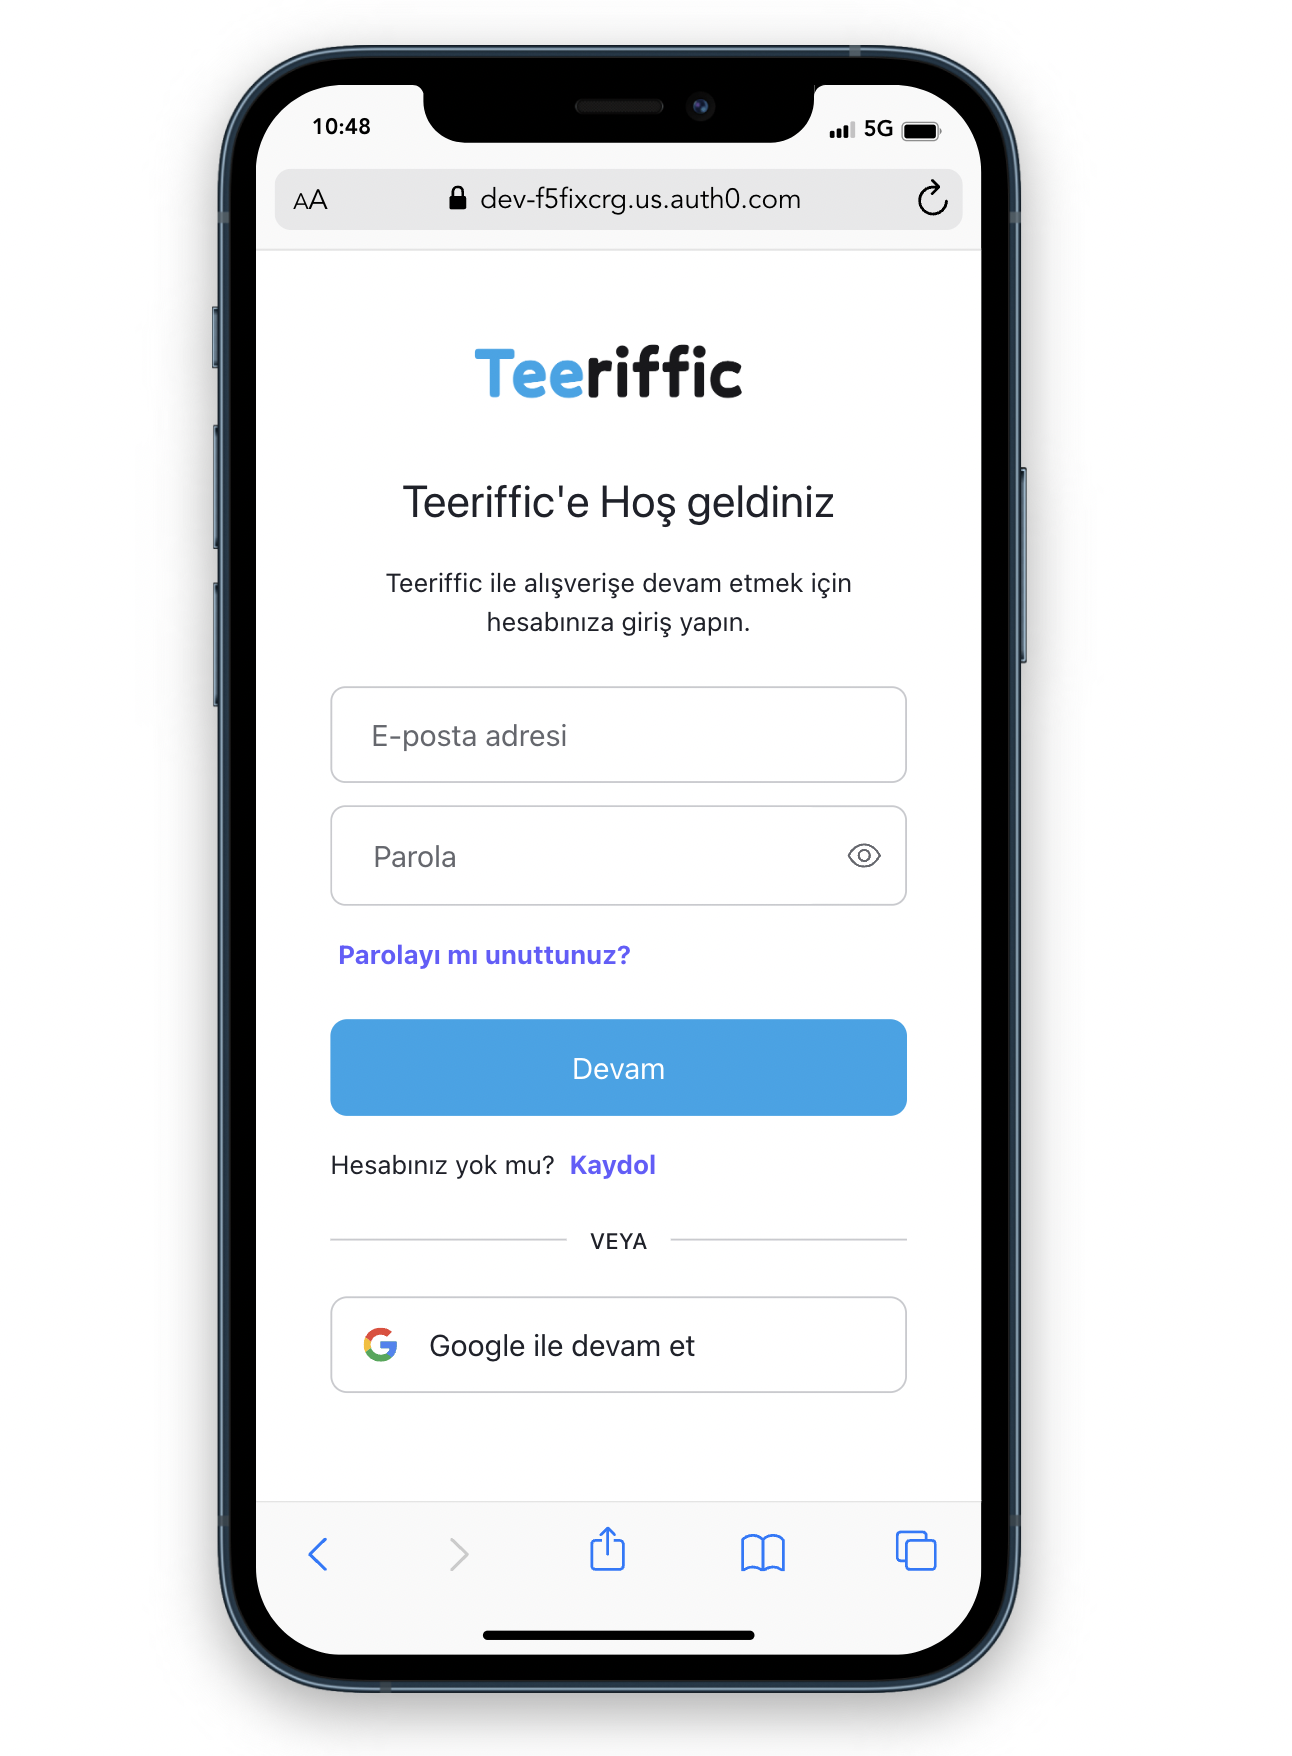 10:48
5G
AA
dev-f5fixcrg.us.auth0.com
Teeriffic
Teeriffic'e Hoş geldiniz
Teeriffic ile alışverişe devam etmek için
hesabınıza giriş yapın.
E-posta adresi
Parola
Parolayı mı unuttunuz?
Devam
Hesabınız yok mu? Kaydol
VEYA
Google ile devam et